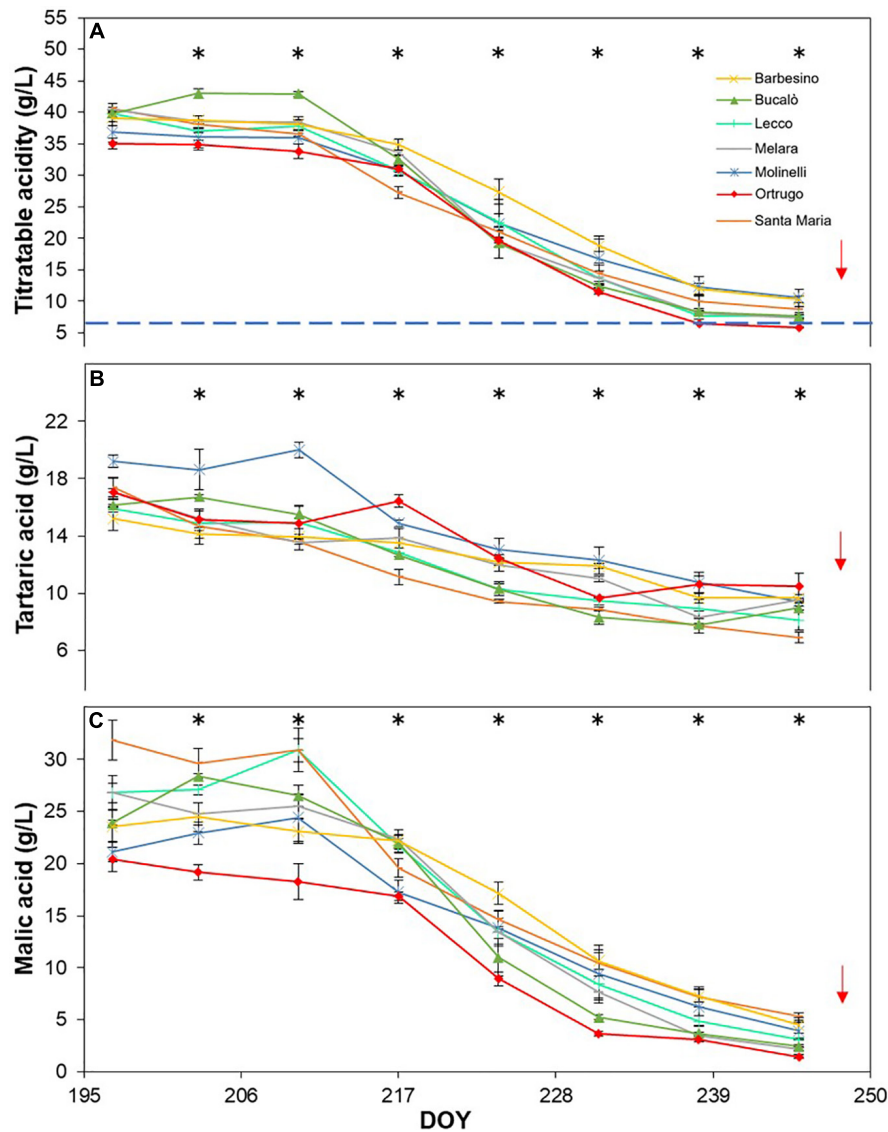 A
Titratable acidity (g/L)
55
50
45
40
35
30
25
20
15
10
5
* * * * * * *
Barbesino
Bucalò
Lecco
Melara
Molinelli
Ortrugo
Santa Maria
B
Tartaric acid (g/L)
22
18
14
10
6
* * * * * * *
C
Malic acid (g/L)
30
25
20
15
10
5
0
* * * * * * *
195 206 217 228 239 250
DOY